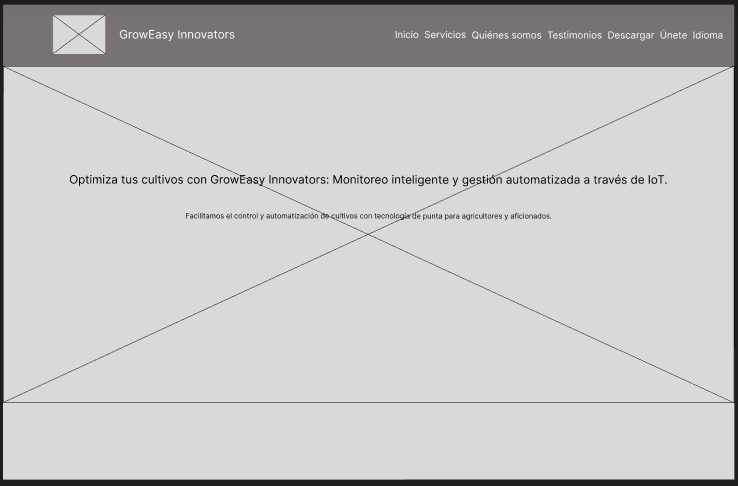 GrowEasy Innovators
Inicio Servicios Quiénes somos Testimonios Descargar Únete Idioma
Optimiza tus cultivos con GrowEasy Innovators: Monitoreo inteligente y gestión automatizada a través de IoT.
Facilitamos el control y automatización de cultivos con tecnología de punta para agricultores y aficionados.